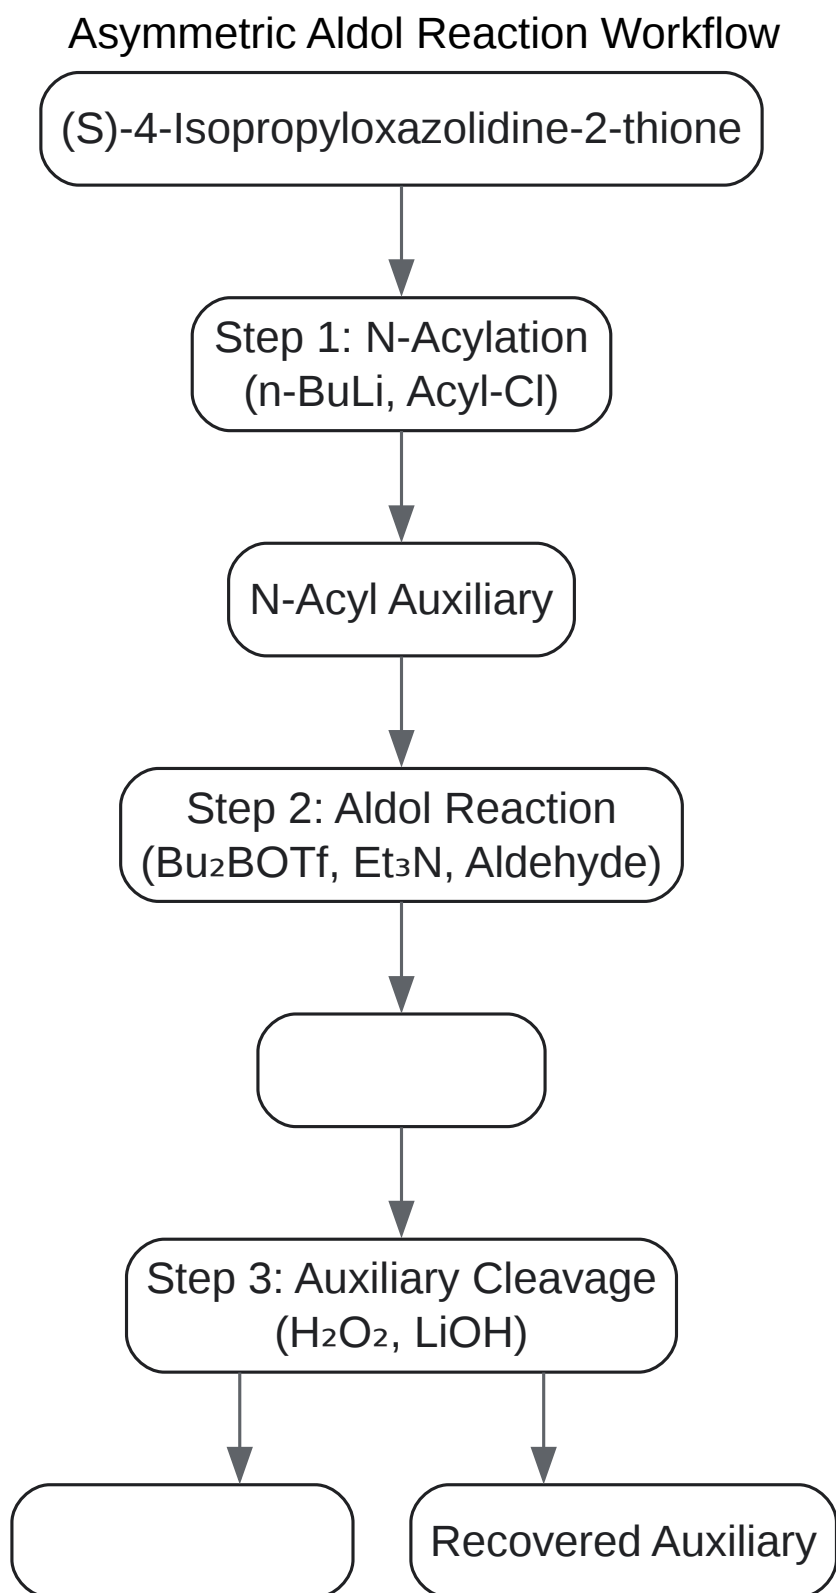 Asymmetric Aldol Reaction Workflow
(S)-4-Isopropyloxazolidine-2-thione
Step 1: N-Acylation
(n-BuLi, Acyl-Cl)
N-Acyl Auxiliary
Step 2: Aldol Reaction
(Bu₂BOTf, Et₃N, Aldehyde)
Step 3: Auxiliary Cleavage
(H₂O₂, LiOH)
Recovered Auxiliary